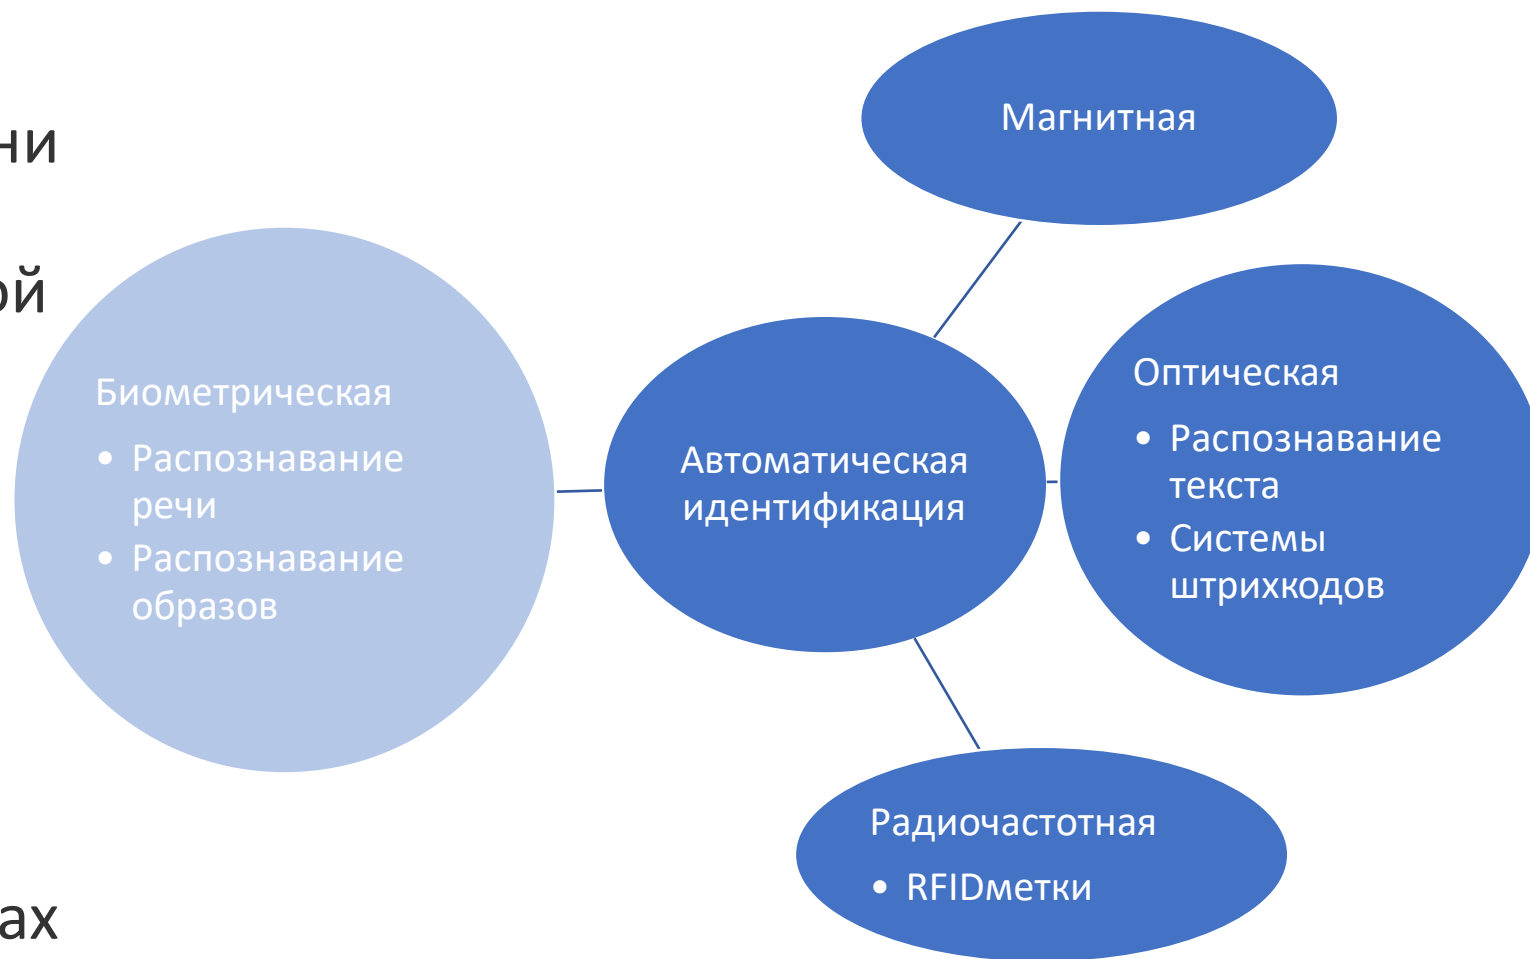 ни
ой
ах
Магнитная
Биометрическая
• Распознавание
речи
• Распознавание
образов
Автоматическая
идентификация
Оптическая
• Распознавание
текста
• Системы
штрихкодов
Радиочастотная
• RFIDметки